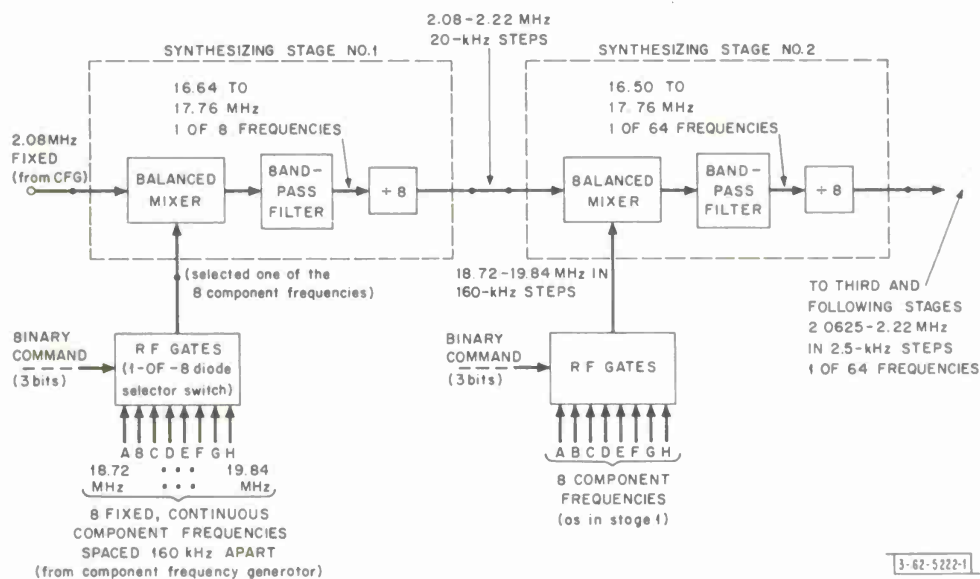 2.08-2.22 MHz
20-kHz STEPS
SYNTHESIZING STAGE NO.1
SYNTHESIZING STAGE NO.2
16.64 TO
17.76 MHz
1 OF 8 FREQUENCIES
16.50 TO
17.76 MHz
1 OF 64 FREQUENCIES
2.08MHz
FIXED
(from CFG)
BALANCED
MIXER
BAND-
PASS
FILTER
÷ 8
BALANCED
MIXER
BAND-
PASS
FILTER
÷ 8
(selected one of the
8 component frequencies)
18.72-19.84 MHz IN
160-kHz STEPS
TO THIRD AND
FOLLOWING STAGES
2.0625-2.22 MHz
IN 2.5-kHz STEPS
1 OF 64 FREQUENCIES
BINARY
COMMAND
(3 bits)
RF GATES
(1-OF-8 diode
selector switch)
BINARY
COMMAND
(3 bits)
RF GATES
A B C D E F G H
18.72 • • • 19.84
MHz MHz
8 FIXED, CONTINUOUS
COMPONENT FREQUENCIES
SPACED 160 kHz APART
(from component frequency generator)
A B C D E F G H
8 COMPONENT
FREQUENCIES
(as in stage 1)
3-62-5222-1